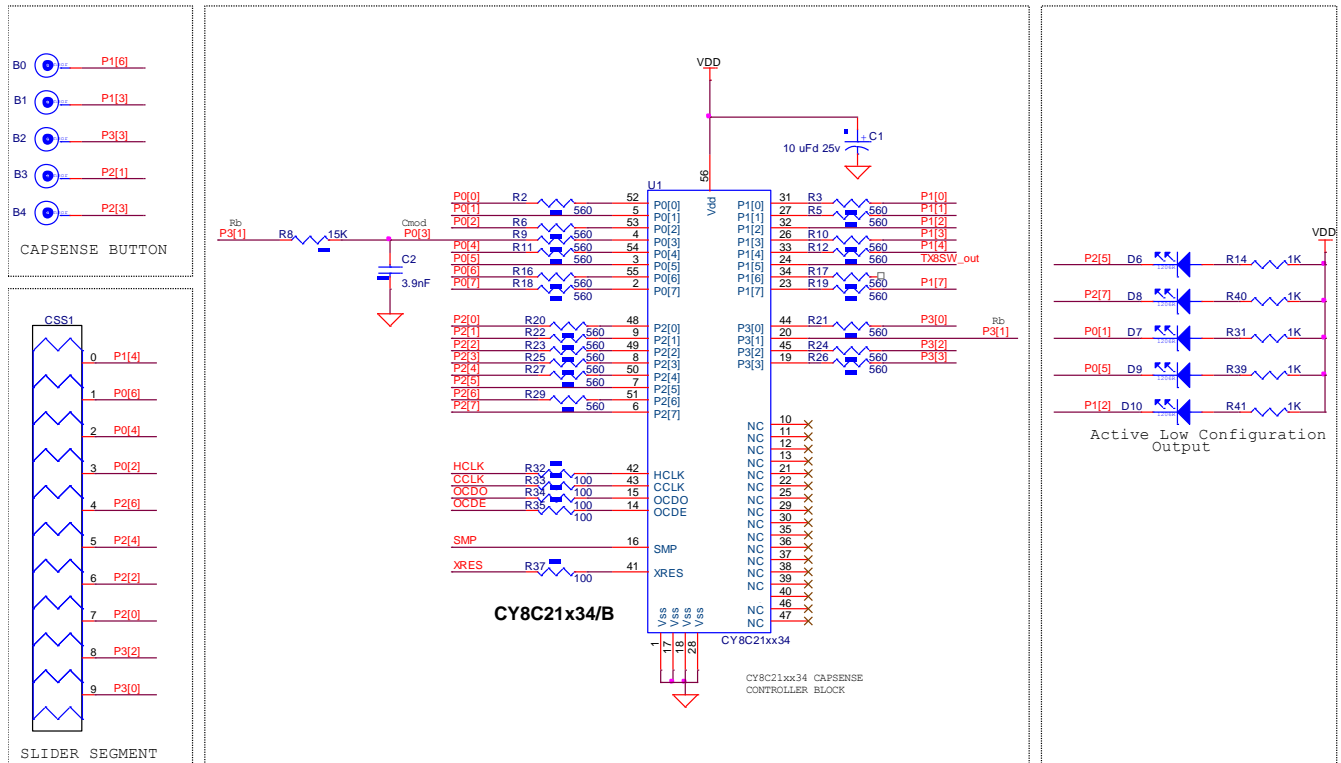 B0 P1[6]
B1 P1[3]
B2 P3[3]
B3 P2[1]
B4 P2[3]
CAPSENSE BUTTON
CSS1
0 P1[4]
1 P0[6]
2 P0[4]
3 P0[2]
4 P2[6]
5 P2[4]
6 P2[2]
7 P2[0]
8 P3[2]
9 P3[0]
SLIDER SEGMENT
VDD
C1
10 uFd 25v
56
Vdd
U1
Rb
P3[1]
R8 15K
Cmod
P0[3]
C2
3.9nF
P0[0] R2 52 P0[0]
P0[1] 560 5 P0[1]
P0[2] R6 53 P0[2]
R9 560 4 P0[3]
P0[4] R11 560 54 P0[4]
P0[5] 560 3 P0[5]
P0[6] R16 55 P0[6]
P0[7] R18 560 2 P0[7]
560
P2[0] R20 48 P2[0]
P2[1] R22 560 9 P2[1]
P2[2] R23 560 49 P2[2]
P2[3] R25 560 8 P2[3]
P2[4] R27 560 50 P2[4]
P2[5] 560 7 P2[5]
P2[6] R29 51 P2[6]
P2[7] 560 6 P2[7]
HCLK R32 42 HCLK
CCLK R33 100 43 CCLK
OCDO R34 100 15 OCDO
OCDE R35 100 14 OCDE
100
SMP 16 SMP
XRES R37 100 41 XRES
P1[0] 31 R3 P1[0]
P1[1] 27 R5 560 P1[1]
P1[2] 32 560 P1[2]
P1[3] 26 R10 P1[3]
P1[4] 33 R12 560 P1[4]
P1[5] 24 560 TX8SW_out
P1[6] 34 R17
P1[7] 23 R19 560 P1[7]
560
P3[0] 44 R21 P3[0]
P3[1] 20 560 P3[1]
Rb
P3[2] 45 R24 P3[2]
P3[3] 19 R26 560 P3[3]
560
NC 10
NC 11
NC 12
NC 13
NC 21
NC 22
NC 25
NC 29
NC 30
NC 35
NC 36
NC 37
NC 38
NC 39
40
NC 46
NC 47
Vss Vss Vss Vss
1 17 18 28
CY8C21x34/B
CY8C21xx34
CY8C21xx34 CAPSENSE
CONTROLLER BLOCK
VDD
P2[5] D6 R14 1K
P2[7] D8 R40 1K
P0[1] D7 R31 1K
P0[5] D9 R39 1K
P1[2] D10 R41 1K
Active Low Configuration
Output